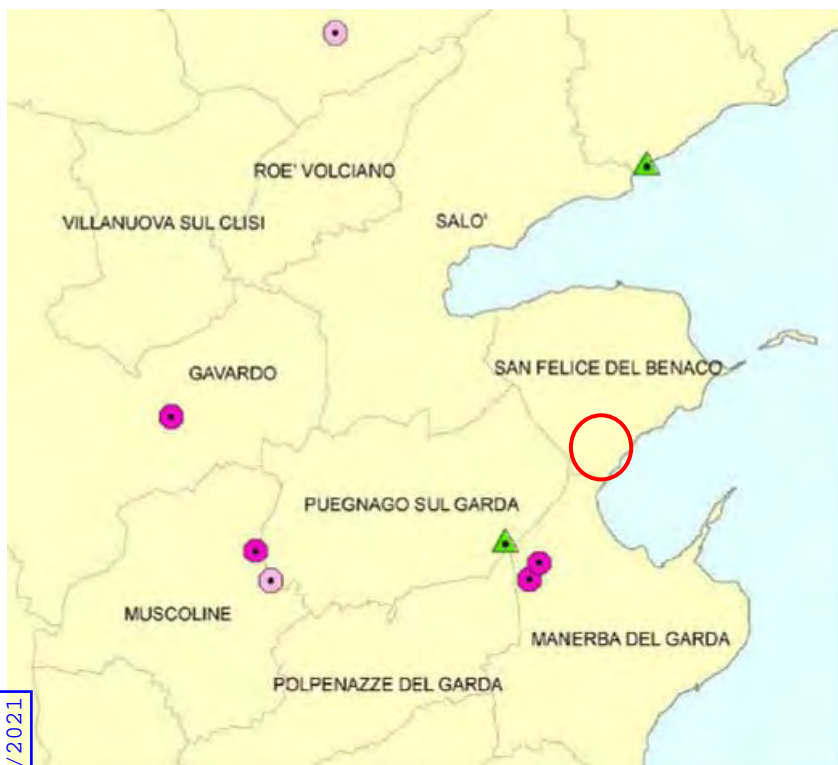 ROE' VOLCIANO
VILLANUOVA SUL CLISI
SALO'
SAN FELICE DEL BENACO
GAVARDO
PUEGNAGO SUL GARDA
MUSCOLINE
MANERBA DEL GARDA
POLPENAZZE DEL GARDA
/2021